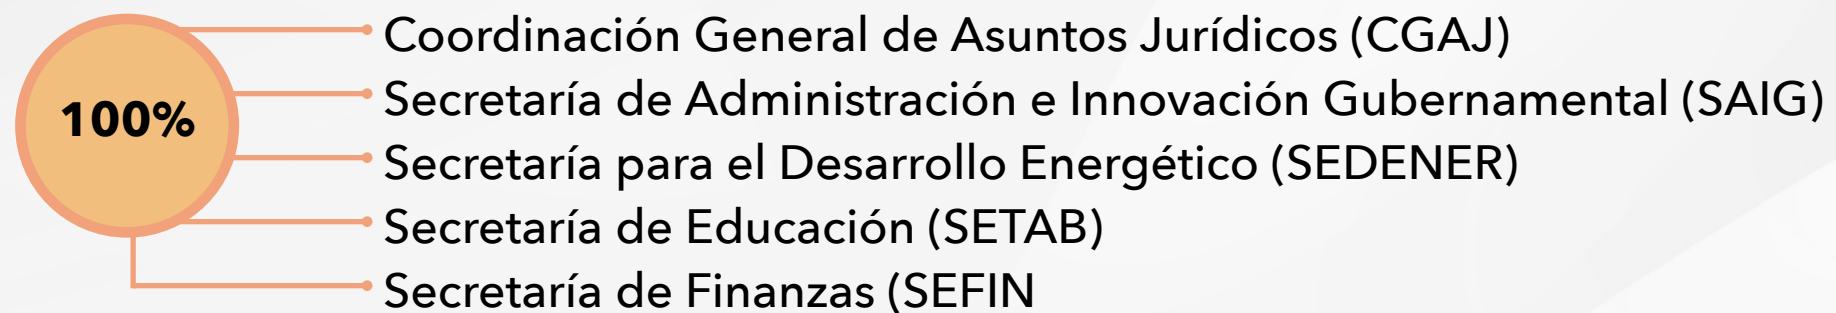 100%
Coordinación General de Asuntos Jurídicos (CGAJ)
Secretaría de Administración e Innovación Gubernamental (SAIG)
Secretaría para el Desarrollo Energético (SEDENER)
Secretaría de Educación (SETAB)
Secretaría de Finanzas (SEFIN